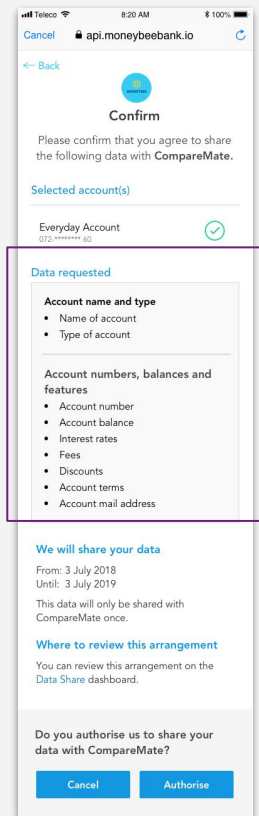 Teleco 8:20 AM 100%
Cancel api.moneybeebank.io
<– Back
MONEYBEE
Confirm
Please confirm that you agree to share
the following data with CompareMate.
Selected account(s)
Everyday Account
072-******** 60
Data requested
Account name and type
• Name of account
• Type of account
Account numbers, balances and
features
• Account number
• Account balance
• Interest rates
• Fees
• Discounts
• Account terms
• Account mail address
We will share your data
From: 3 July 2018
Until: 3 July 2019
This data will only be shared with
CompareMate once.
Where to review this arrangement
You can review this arrangement on the
Data Share dashboard.
Do you authorise us to share your
data with CompareMate?
Cancel Authorise